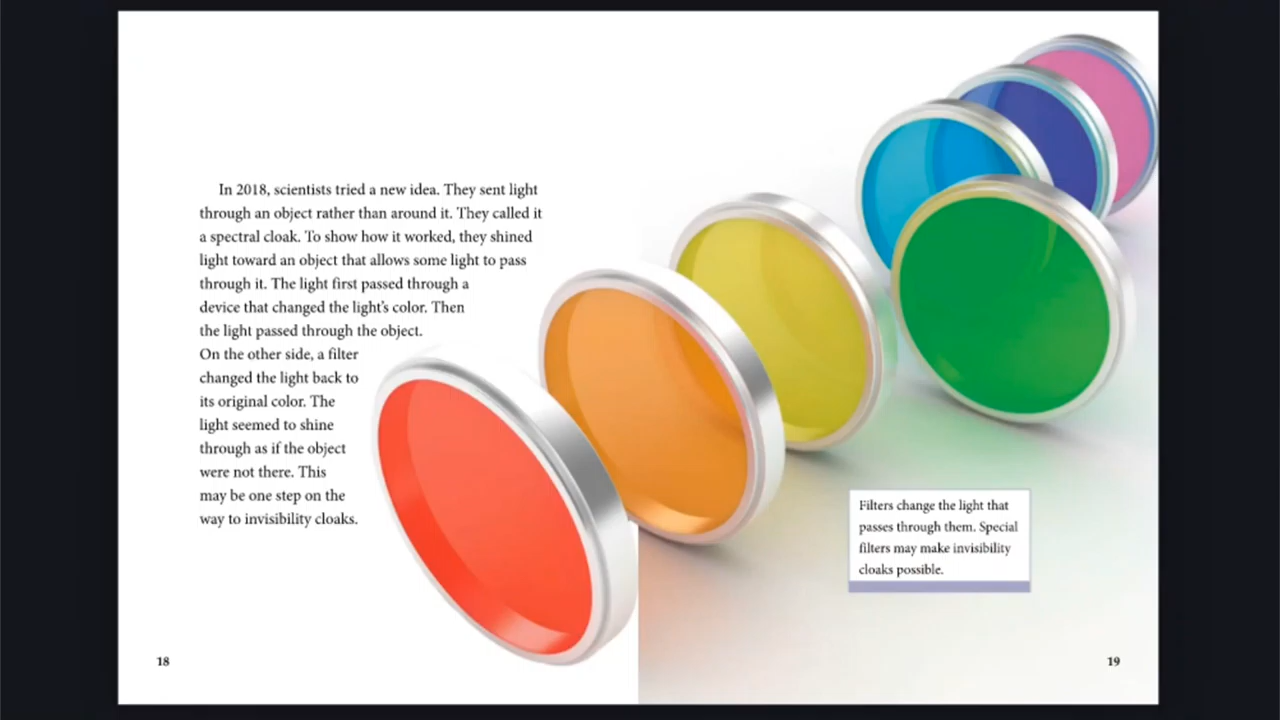 In 2018, scientists tried a new idea. They sent light
through an object rather than around it. They called it
a spectral cloak. To show how it worked, they shined
light toward an object that allows some light to pass
through it. The light first passed through a
device that changed the light's color. Then
the light passed through the object.
On the other side, a filter
changed the light back to
its original color. The
light seemed to shine
through as if the object
were not there. This
may be one step on the
way to invisibility cloaks.
Filters change the light that
passes through them. Special
filters may make invisibility
cloaks possible.
18
19